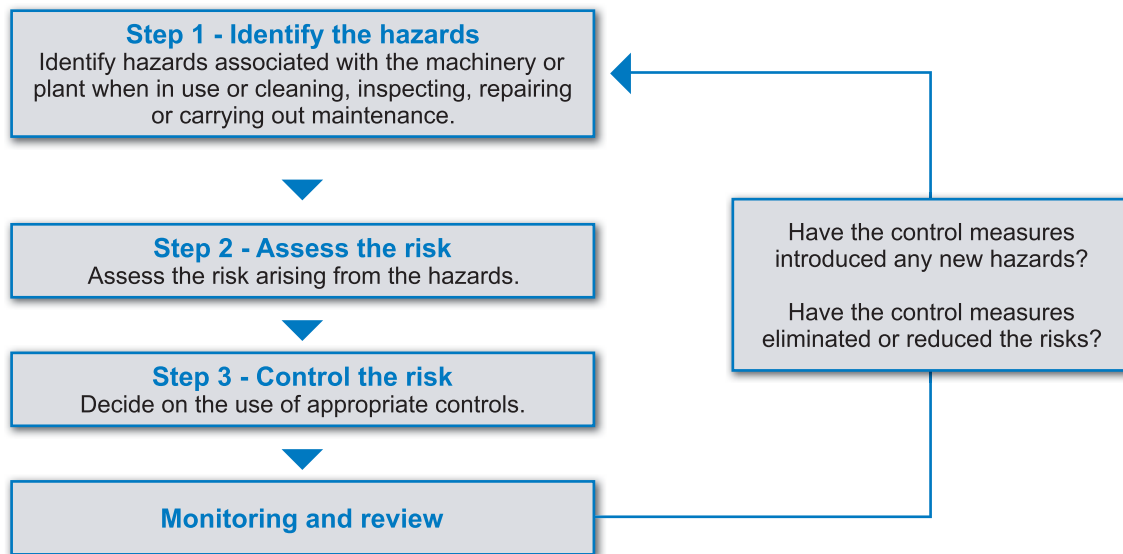 Step 1 - Identify the hazards
Identify hazards associated with the machinery or
plant when in use or cleaning, inspecting, repairing
or carrying out maintenance.
Step 2 - Assess the risk
Assess the risk arising from the hazards.
Step 3 - Control the risk
Decide on the use of appropriate controls.
Monitoring and review
Have the control measures
introduced any new hazards?
Have the control measures
eliminated or reduced the risks?